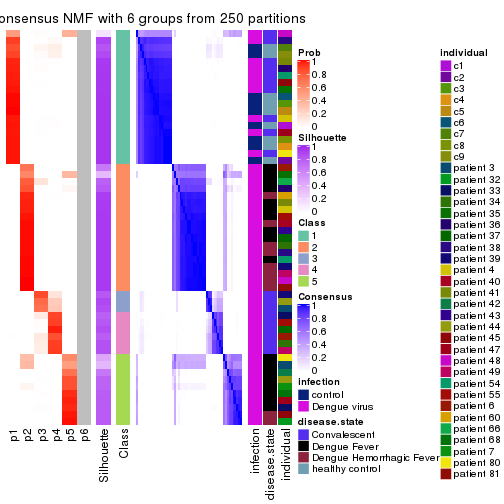 onsensus NMF with 6 groups from 250 partitions
Prob
1
0.8
0.6
0.4
0.2
0
Silhouette
1
0.8
0.6
0.4
0.2
0
Class
1
2
3
4
5
Consensus
1
0.8
0.6
0.4
0.2
0
infection
control
Dengue virus
disease.state
Convalescent
Dengue Fever
Dengue Hemorrhagic Fever
healthy control
individual
c1
c2
c3
c4
c5
c6
c7
c8
c9
patient 3
patient 32
patient 33
patient 34
patient 35
patient 36
patient 37
patient 38
patient 39
patient 4
patient 40
patient 41
patient 42
patient 43
patient 44
patient 45
patient 47
patient 48
patient 49
patient 54
patient 55
patient 6
patient 60
patient 66
patient 68
patient 7
patient 80
patient 81
p1
p2
p3
p4
p5
p6
Silhouette
Class
infection
disease.state
individual